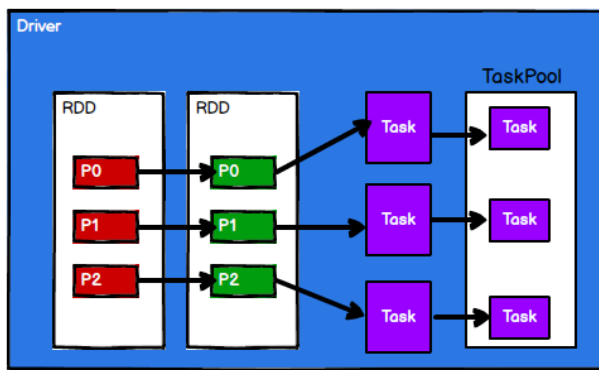 Driver
TaskPool
RDD
RDD
Task
Task
P0
P0
P1
P1
Task
Task
P2
P2
Task
Task